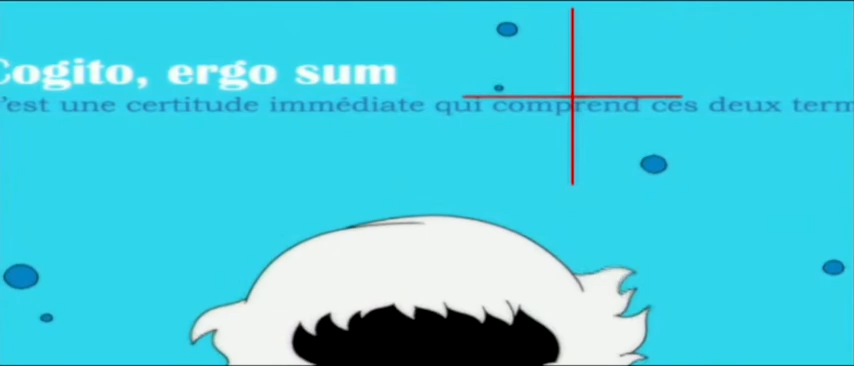 Cogito, ergo sum
'est une certitude immédiate qui comprend ces deux term